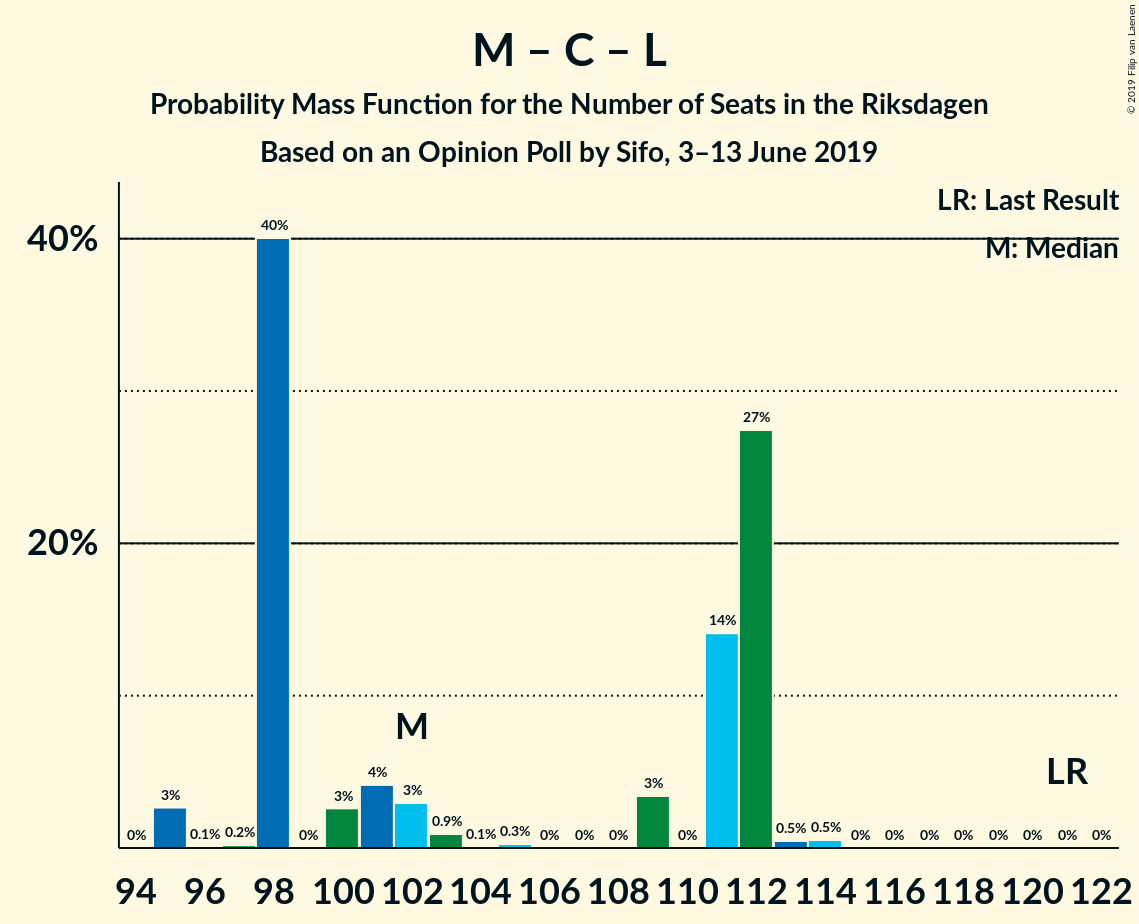 M – C – L
Probability Mass Function for the Number of Seats in the Riksdagen
Based on an Opinion Poll by Sifo, 3–13 June 2019
© 2019 Filip van Laenen
LR: Last Result
M: Median
40%
20%
0% 3% 0.1% 0.2% 40% 0% 3% 4% 3% 0.9% 0.1% 0.3% 0% 0% 0% 3% 0% 14% 27% 0.5% 0.5% 0% 0% 0% 0% 0% 0% 0% 0%
M
LR
94 96 98 100 102 104 106 108 110 112 114 116 118 120 122